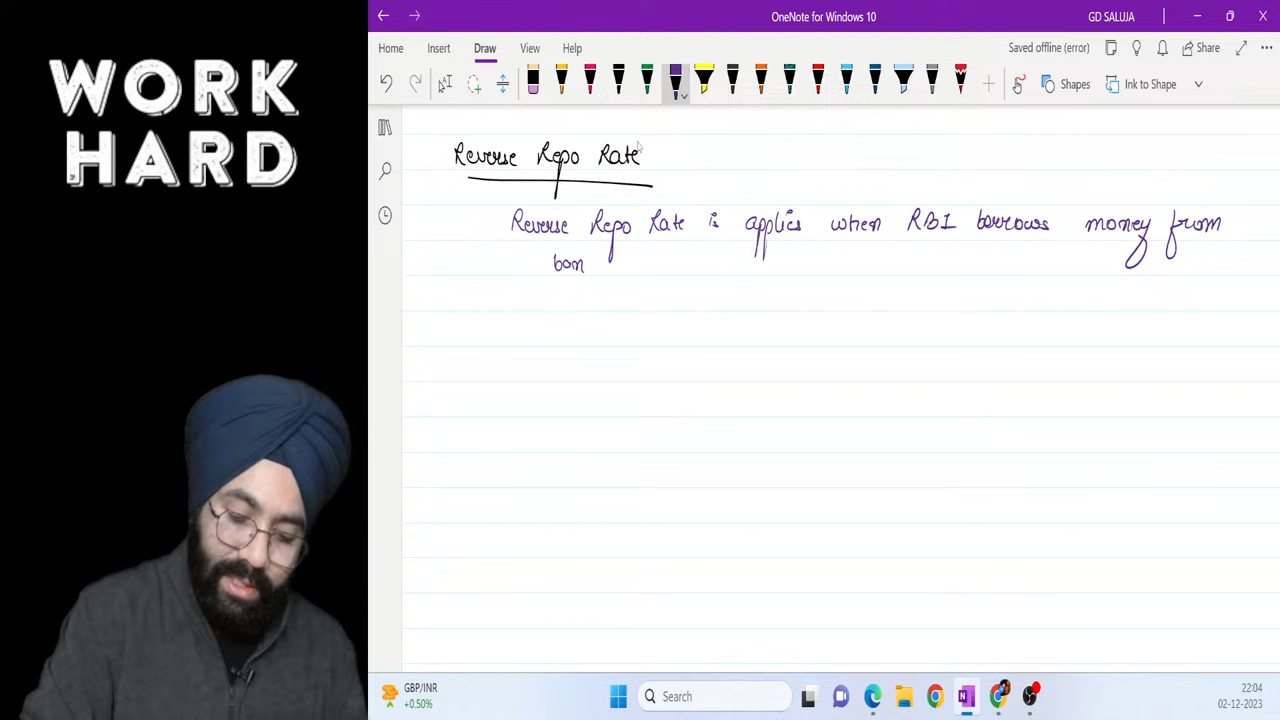 WORK
HARD
OneNote for Windows 10
GD SALUJA
Home Insert Draw View Help
Saved offline (error)
Share
Shapes
Ink to Shape
Reverse Repo Rate
Reverse Repo Rate is applies when RBI borrows money from
ban
GBP/INR
+0.50%
Search
22:04
02-12-2023